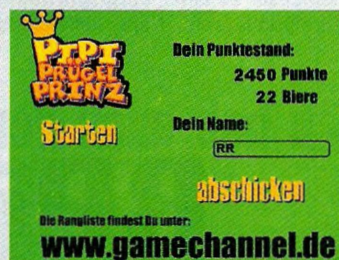 PIPI
PRÜGEL
PRINZ
Starten
Dein Punktestand:
2450 Punkte
22 Biere
Dein Name:
RR
abschicken
Die Rangliste findest Du unter:
www.gamechannel.de